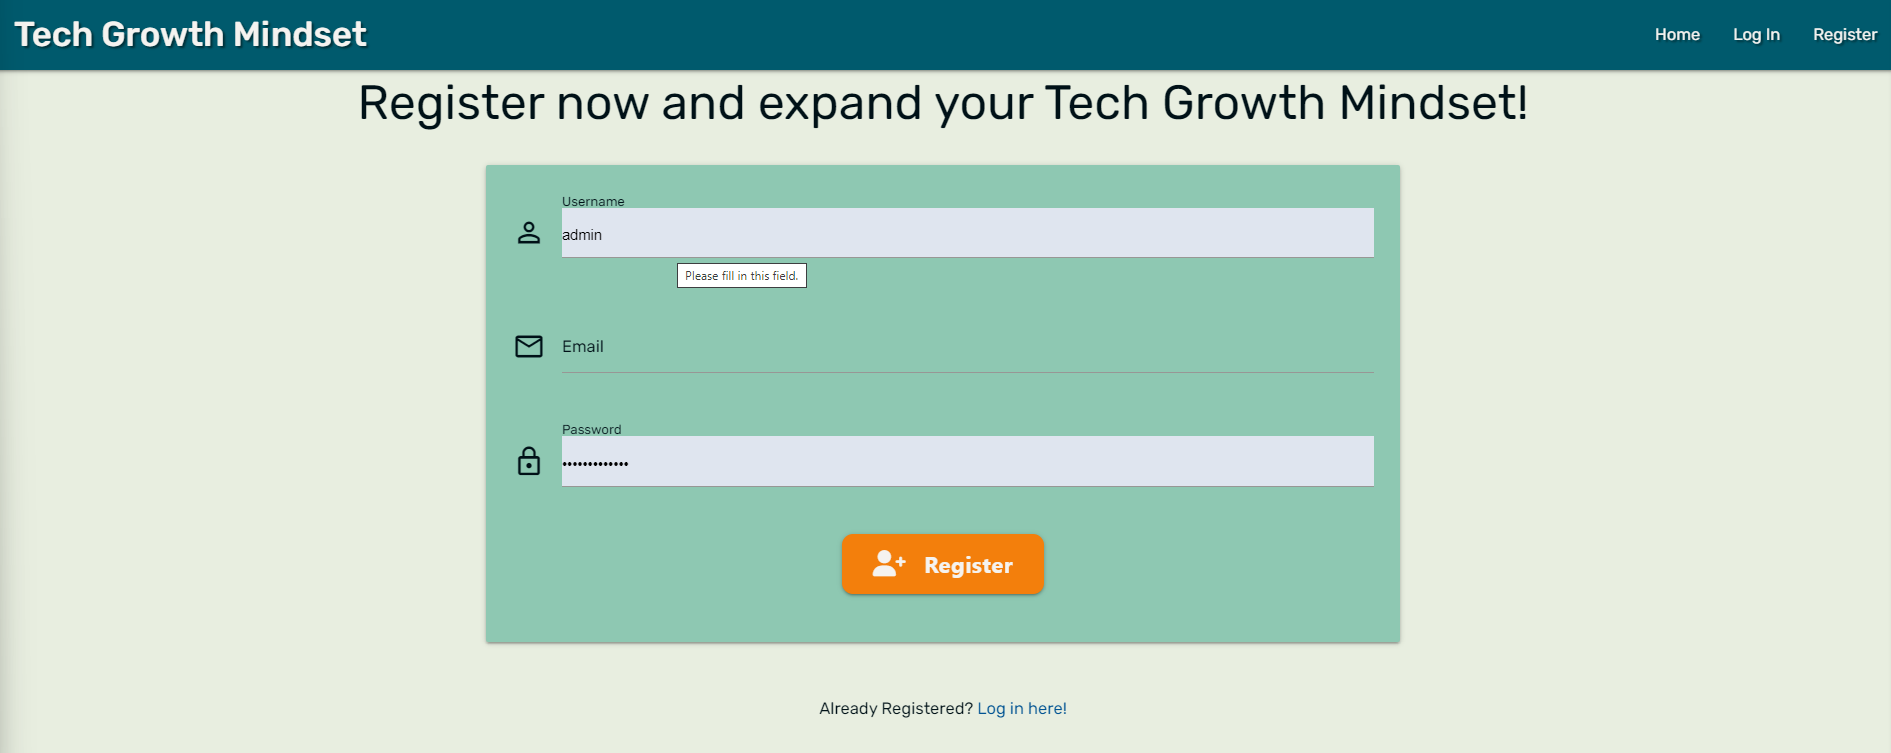 Tech Growth Mindset
Home Log In Register
Register now and expand your Tech Growth Mindset!
Username
admin
Please fill in this field.
Email
Password
•••••••••••••
Register
Already Registered? Log in here!